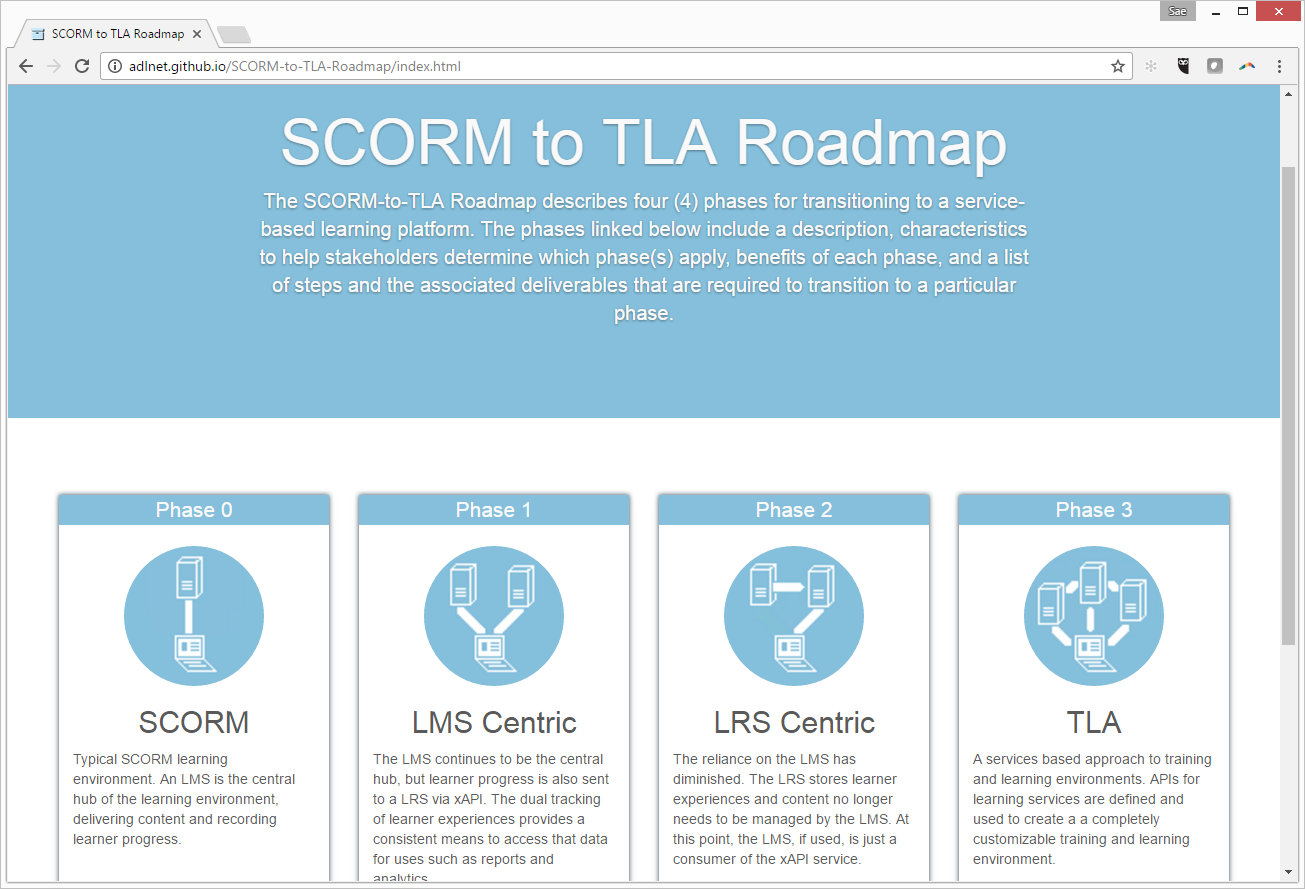 Sae
SCORM to TLA Roadmap
adlnet.github.io/SCORM-to-TLA-Roadmap/index.html
SCORM to TLA Roadmap
The SCORM-to-TLA Roadmap describes four (4) phases for transitioning to a service-
based learning platform. The phases linked below include a description, characteristics
to help stakeholders determine which phase(s) apply, benefits of each phase, and a list
of steps and the associated deliverables that are required to transition to a particular
phase.
Phase 0
SCORM
Typical SCORM learning
environment. An LMS is the central
hub of the learning environment,
delivering content and recording
learner progress.
Phase 1
LMS Centric
The LMS continues to be the central
hub, but learner progress is also sent
to a LRS via xAPI. The dual tracking
of learner experiences provides a
consistent means to access that data
for uses such as reports and
analytics.
Phase 2
LRS Centric
The reliance on the LMS has
diminished. The LRS stores learner
experiences and content no longer
needs to be managed by the LMS. At
this point, the LMS, if used, is just a
consumer of the xAPI service.
Phase 3
TLA
A services based approach to training
and learning environments. APIs for
learning services are defined and
used to create a a completely
customizable training and learning
environment.